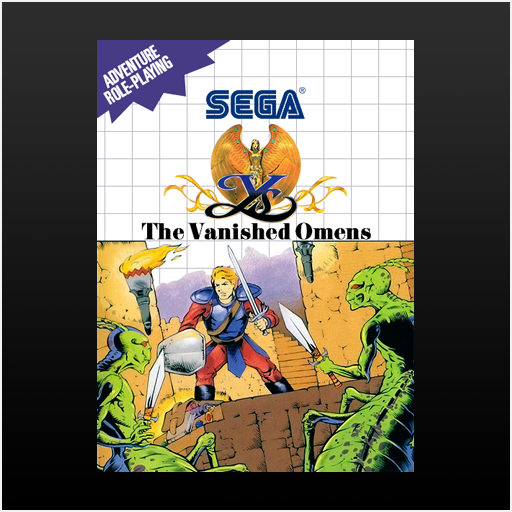 ADVENTURE
ROLE-PLAYING
SEGA®
Ys
The Vanished Omens